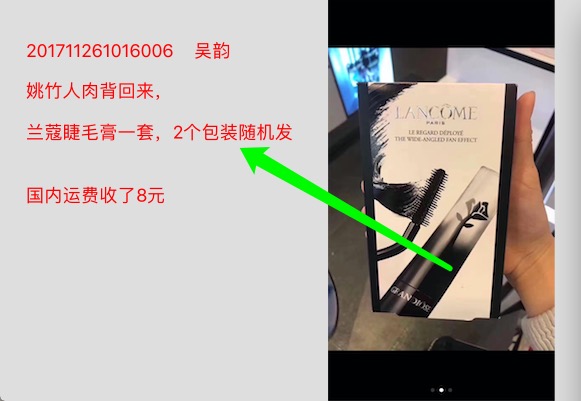 201711261016006 吴韵
姚竹人肉背回来，
兰蔻睫毛膏一套，2个包装随机发
国内运费收了8元
LANCÔME
PARIS
LE REGARD DÉPLOYÉ
THE WIDE-ANGLED FAN EFFECT